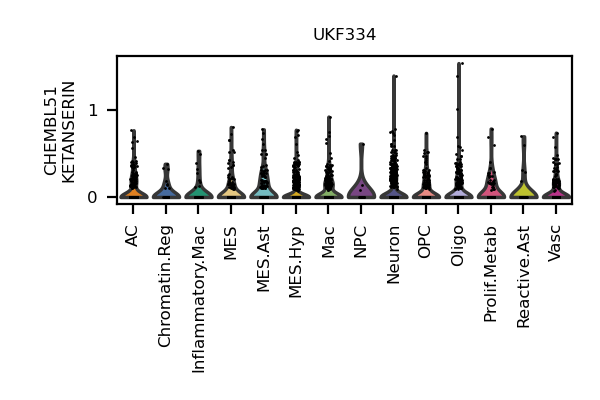 UKF334
CHEMBL51
KETANSERIN
1
0
AC
Chromatin.Reg
Inflammatory.Mac
MES
MES.Ast
MES.Hyp
Mac
NPC
Neuron
OPC
Oligo
Prolif.Metab
Reactive.Ast
Vasc